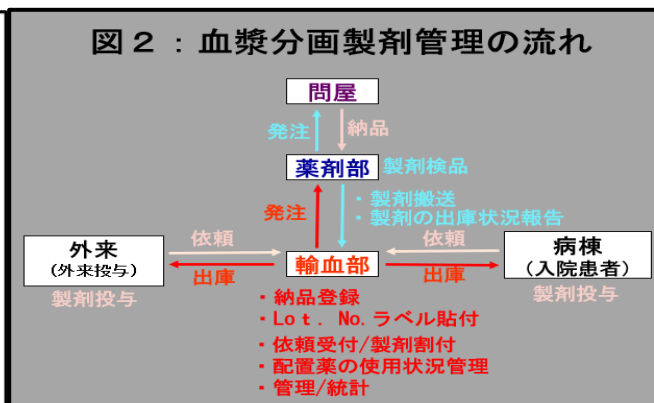 図２：血漿分画製剤管理の流れ
問屋
発注
納品
薬剤部
製剤検品
発注
・製剤搬送
・製剤の出庫状況報告
外来
(外来投与)
依頼
出庫
輸血部
依頼
出庫
病棟
(入院患者)
製剤投与
製剤投与
・納品登録
・Lot．No.ラベル貼付
・依頼受付/製剤割付
・配置薬の使用状況管理
・管理/統計